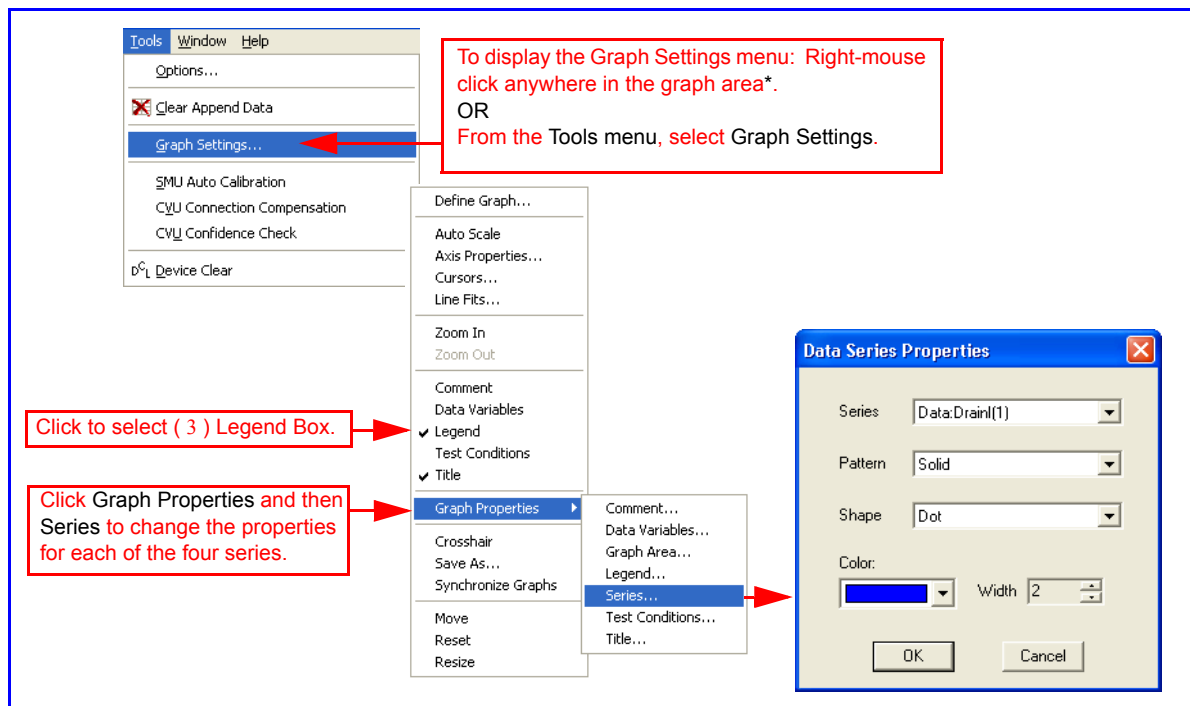 Tools Window Help
Options...
Clear Append Data
Graph Settings...
SMU Auto Calibration
CVU Connection Compensation
CVU Confidence Check
DCL Device Clear
To display the Graph Settings menu: Right-mouse
click anywhere in the graph area*.
OR
From the Tools menu, select Graph Settings.
Define Graph...
Auto Scale
Axis Properties...
Cursors...
Line Fits...
Zoom In
Zoom Out
Comment
Data Variables
Legend
Test Conditions
Title
Graph Properties
Crosshair
Save As...
Synchronize Graphs
Move
Reset
Resize
Click to select ( 3 ) Legend Box.
Click Graph Properties and then
Series to change the properties
for each of the four series.
Comment...
Data Variables...
Graph Area...
Legend...
Series...
Test Conditions...
Title...
Data Series Properties
Series Data:DrainI(1)
Pattern Solid
Shape Dot
Color:
Width 2
OK Cancel